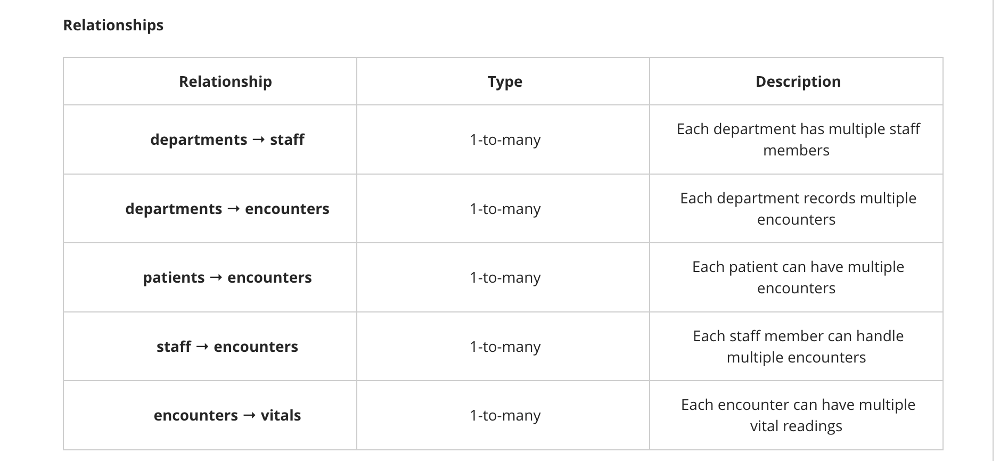 Relationships
Relationship Type Description
departments → staff 1-to-many Each department has multiple staff
members
departments → encounters 1-to-many Each department records multiple
encounters
patients → encounters 1-to-many Each patient can have multiple
encounters
staff → encounters 1-to-many Each staff member can handle
multiple encounters
encounters → vitals 1-to-many Each encounter can have multiple
vital readings